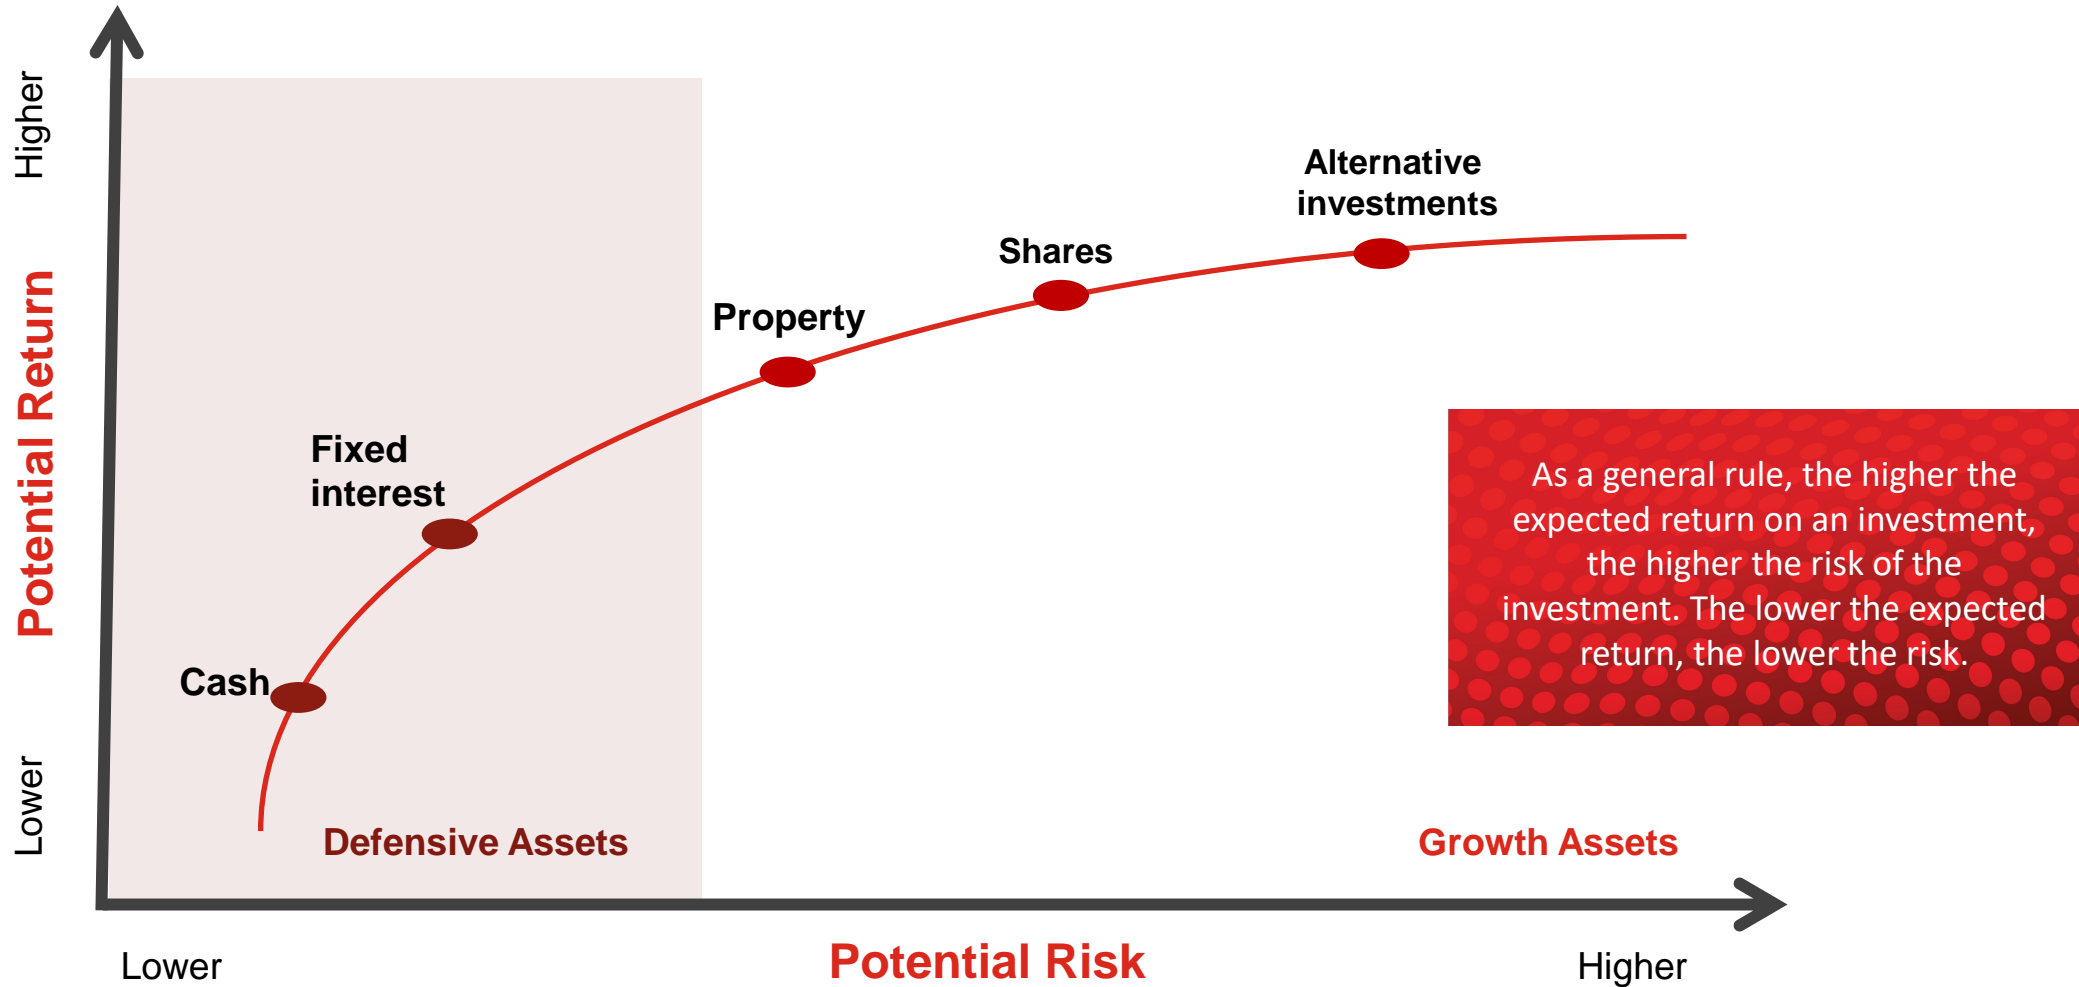 Higher
Potential Return
Lower
Alternative
investments
Shares
Property
Fixed
interest
Cash
Defensive Assets
Growth Assets
As a general rule, the higher the
expected return on an investment,
the higher the risk of the
investment. The lower the expected
return, the lower the risk.
Lower
Potential Risk
Higher